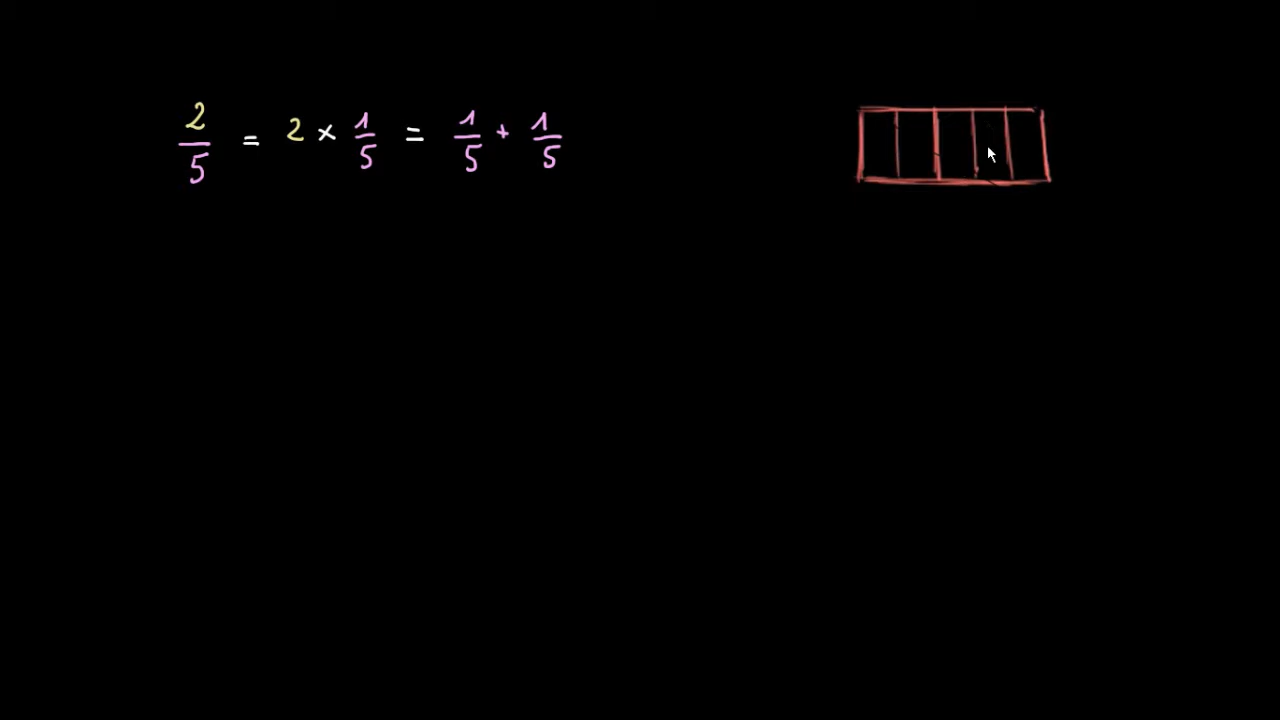 2/5 = 2 × 1/5 = 1/5 + 1/5